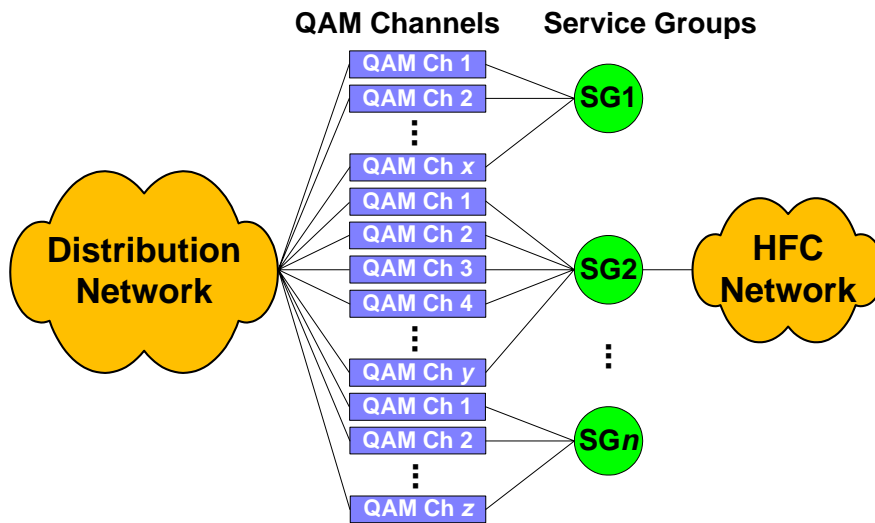 QAM Channels
Service Groups
QAM Ch 1
QAM Ch 2
QAM Ch x
QAM Ch 1
QAM Ch 2
QAM Ch 3
QAM Ch 4
QAM Ch y
QAM Ch 1
QAM Ch 2
QAM Ch z
Distribution
Network
SG1
SG2
SGn
HFC
Network